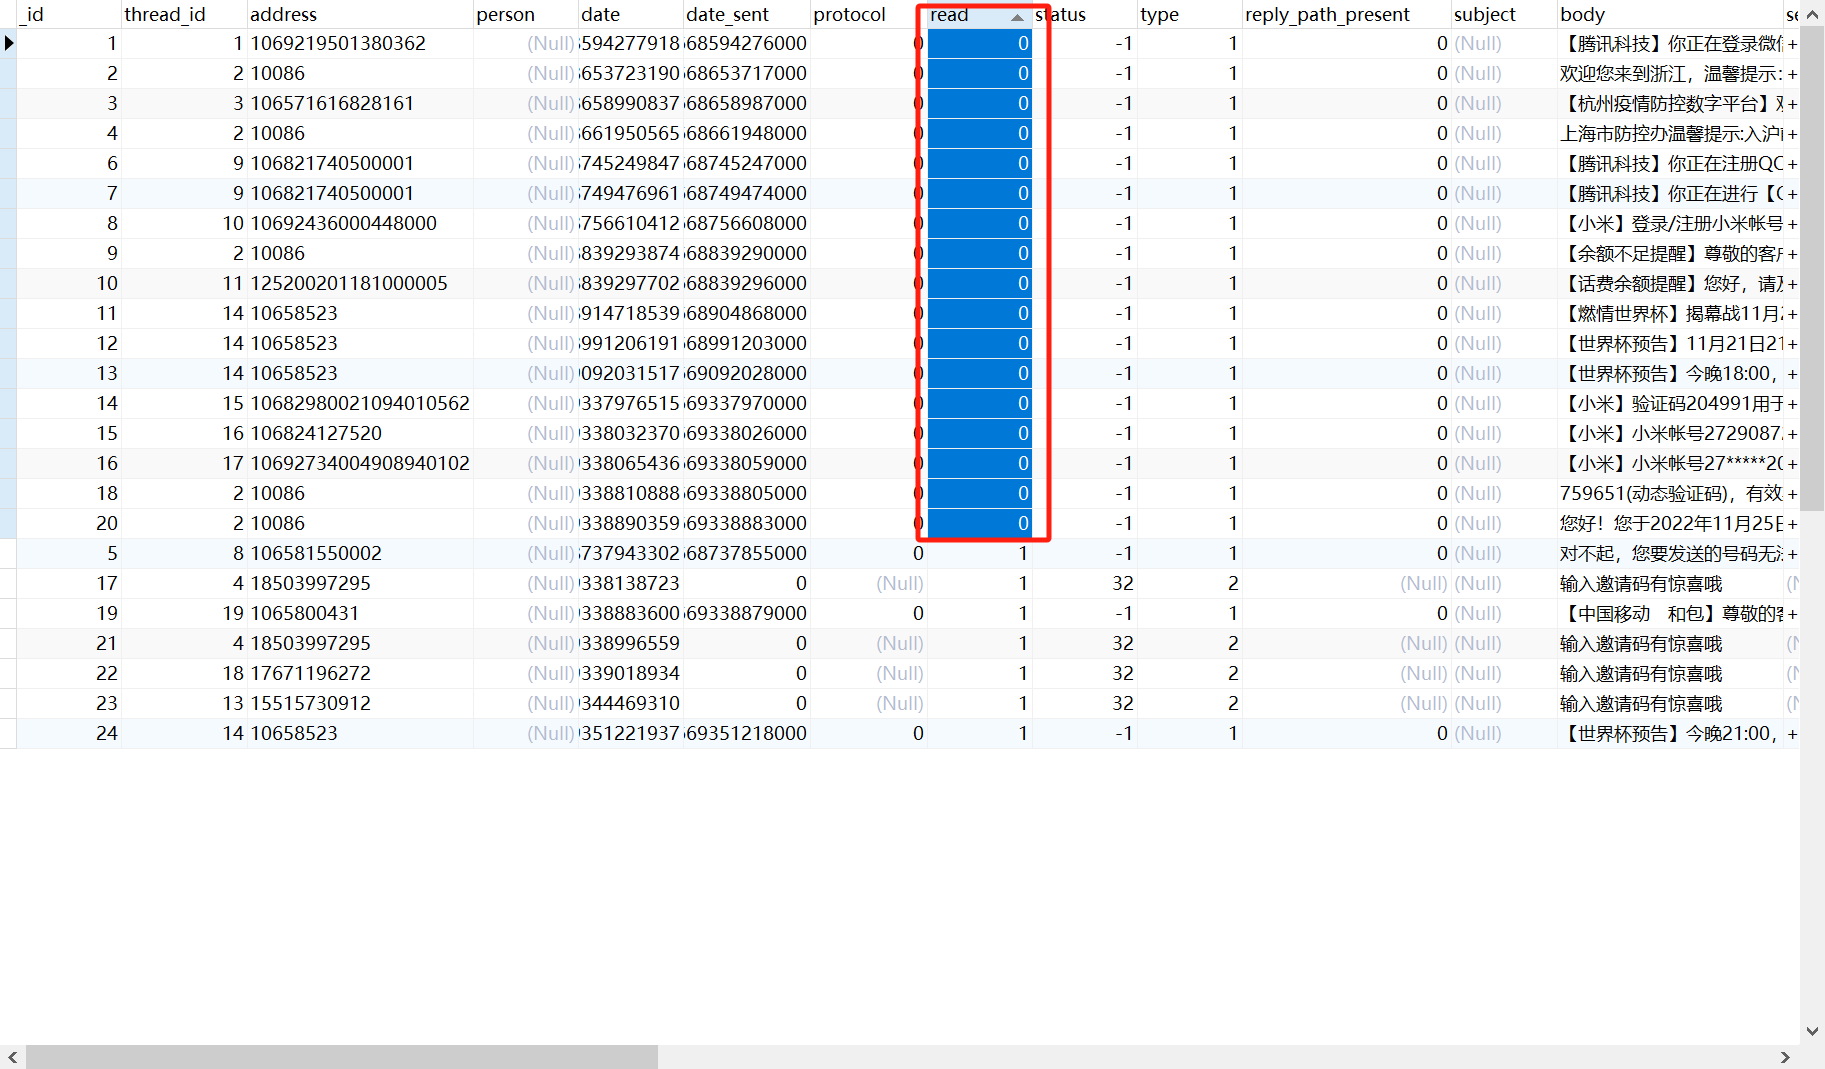 _id thread_id address person date date_sent protocol read status type reply_path_present subject body se
1 1 1069219501380362 (Null) 594277918 68594276000 0 0 -1 1 0 (Null) 【腾讯科技】你正在登录微信 +
2 2 10086 (Null) 653723190 68653717000 0 0 -1 1 0 (Null) 欢迎您来到浙江，温馨提示： +
3 3 106571616828161 (Null) 658990837 68658987000 0 0 -1 1 0 (Null) 【杭州疫情防控数字平台】 +
4 2 10086 (Null) 661950565 68661948000 0 0 -1 1 0 (Null) 上海市防控办温馨提示:入沪 +
6 9 106821740500001 (Null) 745249847 68745247000 0 0 -1 1 0 (Null) 【腾讯科技】你正在注册QQ +
7 9 106821740500001 (Null) 749476961 68749474000 0 0 -1 1 0 (Null) 【腾讯科技】你正在进行【 +
8 10 10692436000448000 (Null) 756610412 68756608000 0 0 -1 1 0 (Null) 【小米】登录/注册小米帐号 +
9 2 10086 (Null) 839293874 68839290000 0 0 -1 1 0 (Null) 【余额不足提醒】尊敬的客户 +
10 11 125200201181000005 (Null) 839297702 68839296000 0 0 -1 1 0 (Null) 【话费余额提醒】您好，请及 +
11 14 10658523 (Null) 914718539 68904868000 0 0 -1 1 0 (Null) 【燃情世界杯】揭幕战11月2 +
12 14 10658523 (Null) 991206191 68991203000 0 0 -1 1 0 (Null) 【世界杯预告】11月21日21 +
13 14 10658523 (Null) 092031517 69092028000 0 0 -1 1 0 (Null) 【世界杯预告】今晚18:00， +
14 15 10682980021094010562 (Null) 337976515 69337970000 0 0 -1 1 0 (Null) 【小米】验证码204991用于 +
15 16 106824127520 (Null) 338032370 69338026000 0 0 -1 1 0 (Null) 【小米】小米帐号2729087 +
16 17 10692734004908940102 (Null) 338065436 69338059000 0 0 -1 1 0 (Null) 【小米】小米帐号27*****20 +
18 2 10086 (Null) 338810888 69338805000 0 0 -1 1 0 (Null) 759651(动态验证码)，有效 +
20 2 10086 (Null) 338890359 69338883000 0 0 -1 1 0 (Null) 您好！您于2022年11月25日 +
5 8 106581550002 (Null) 737943302 68737855000 0 1 -1 1 0 (Null) 对不起，您要发送的号码无法 +
17 4 18503997295 (Null) 338138723 0 (Null) 1 32 2 (Null) (Null) 输入邀请码有惊喜哦 (N
19 19 1065800431 (Null) 338883600 69338879000 0 1 -1 1 0 (Null) 【中国移动 和包】尊敬的客 +
21 4 18503997295 (Null) 338996559 0 (Null) 1 32 2 (Null) (Null) 输入邀请码有惊喜哦 (N
22 18 17671196272 (Null) 339018934 0 (Null) 1 32 2 (Null) (Null) 输入邀请码有惊喜哦 (N
23 13 15515730912 (Null) 344469310 0 (Null) 1 32 2 (Null) (Null) 输入邀请码有惊喜哦 (N
24 14 10658523 (Null) 351221937 69351218000 0 1 -1 1 0 (Null) 【世界杯预告】今晚21:00， +